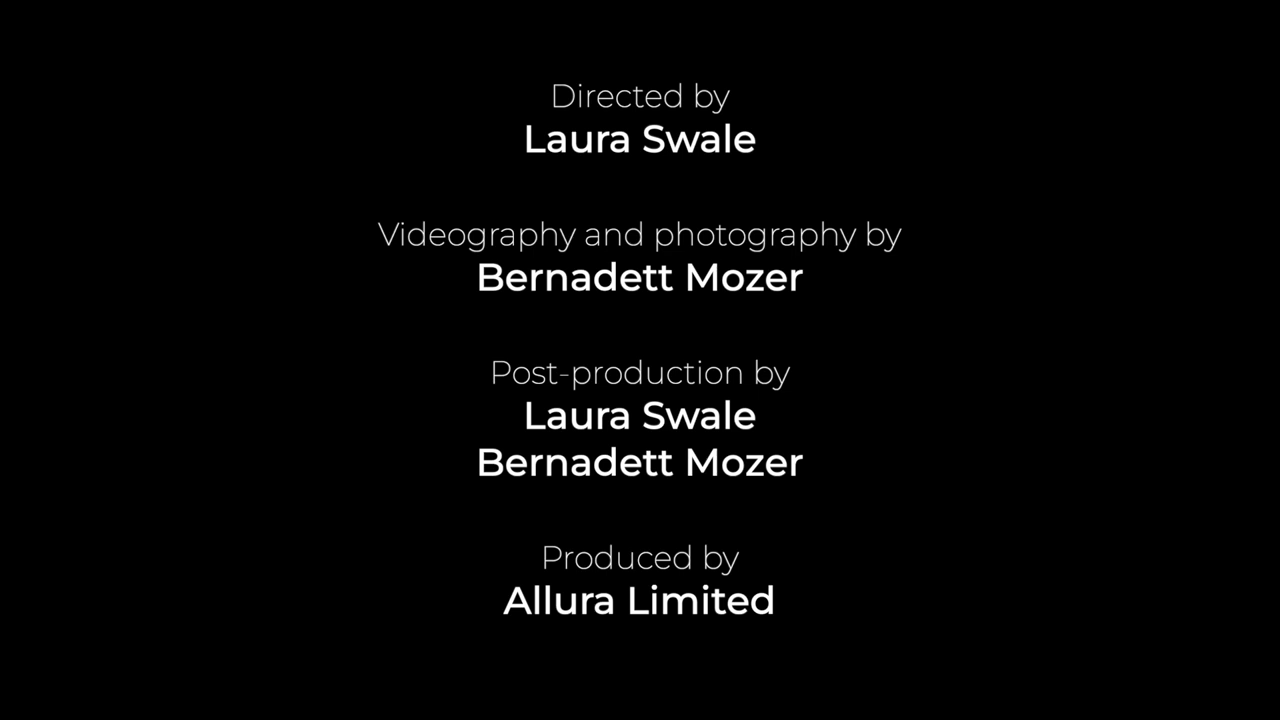 Directed by
Laura Swale
Videography and photography by
Bernadett Mozer
Post-production by
Laura Swale
Bernadett Mozer
Produced by
Allura Limited